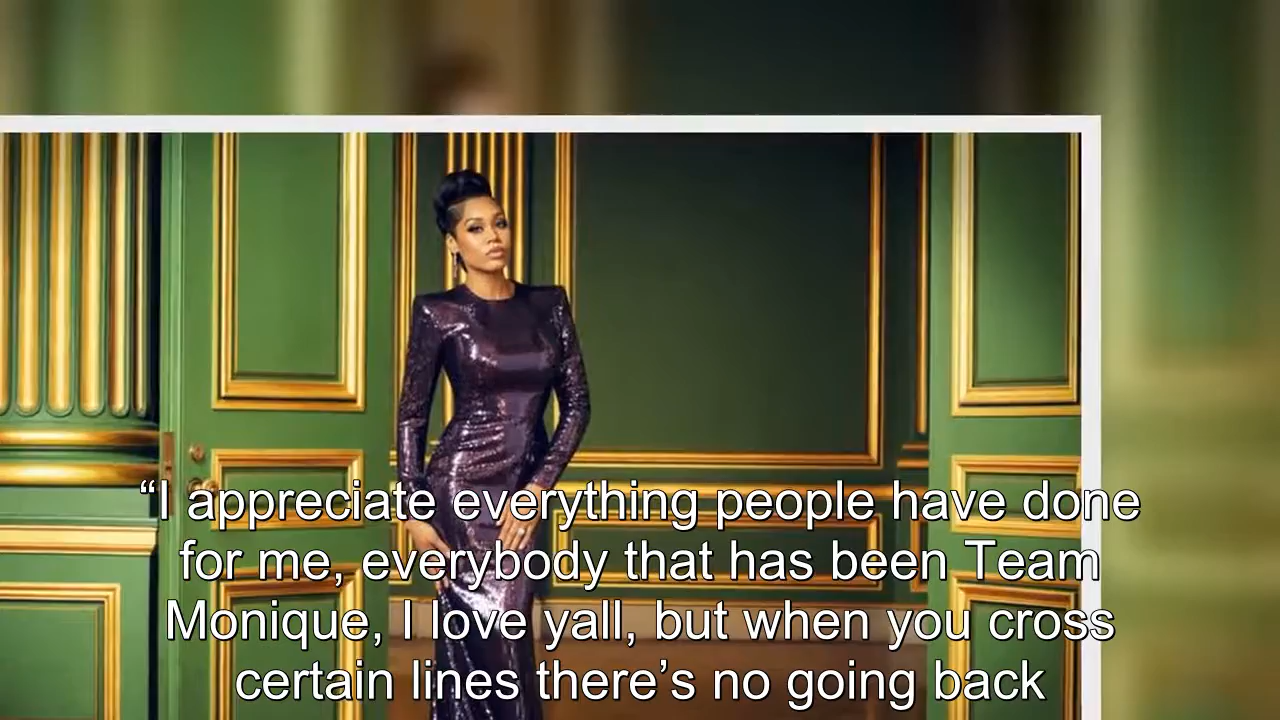 “I appreciate everything people have done
for me, everybody that has been Team
Monique, I love yall, but when you cross
certain lines there’s no going back